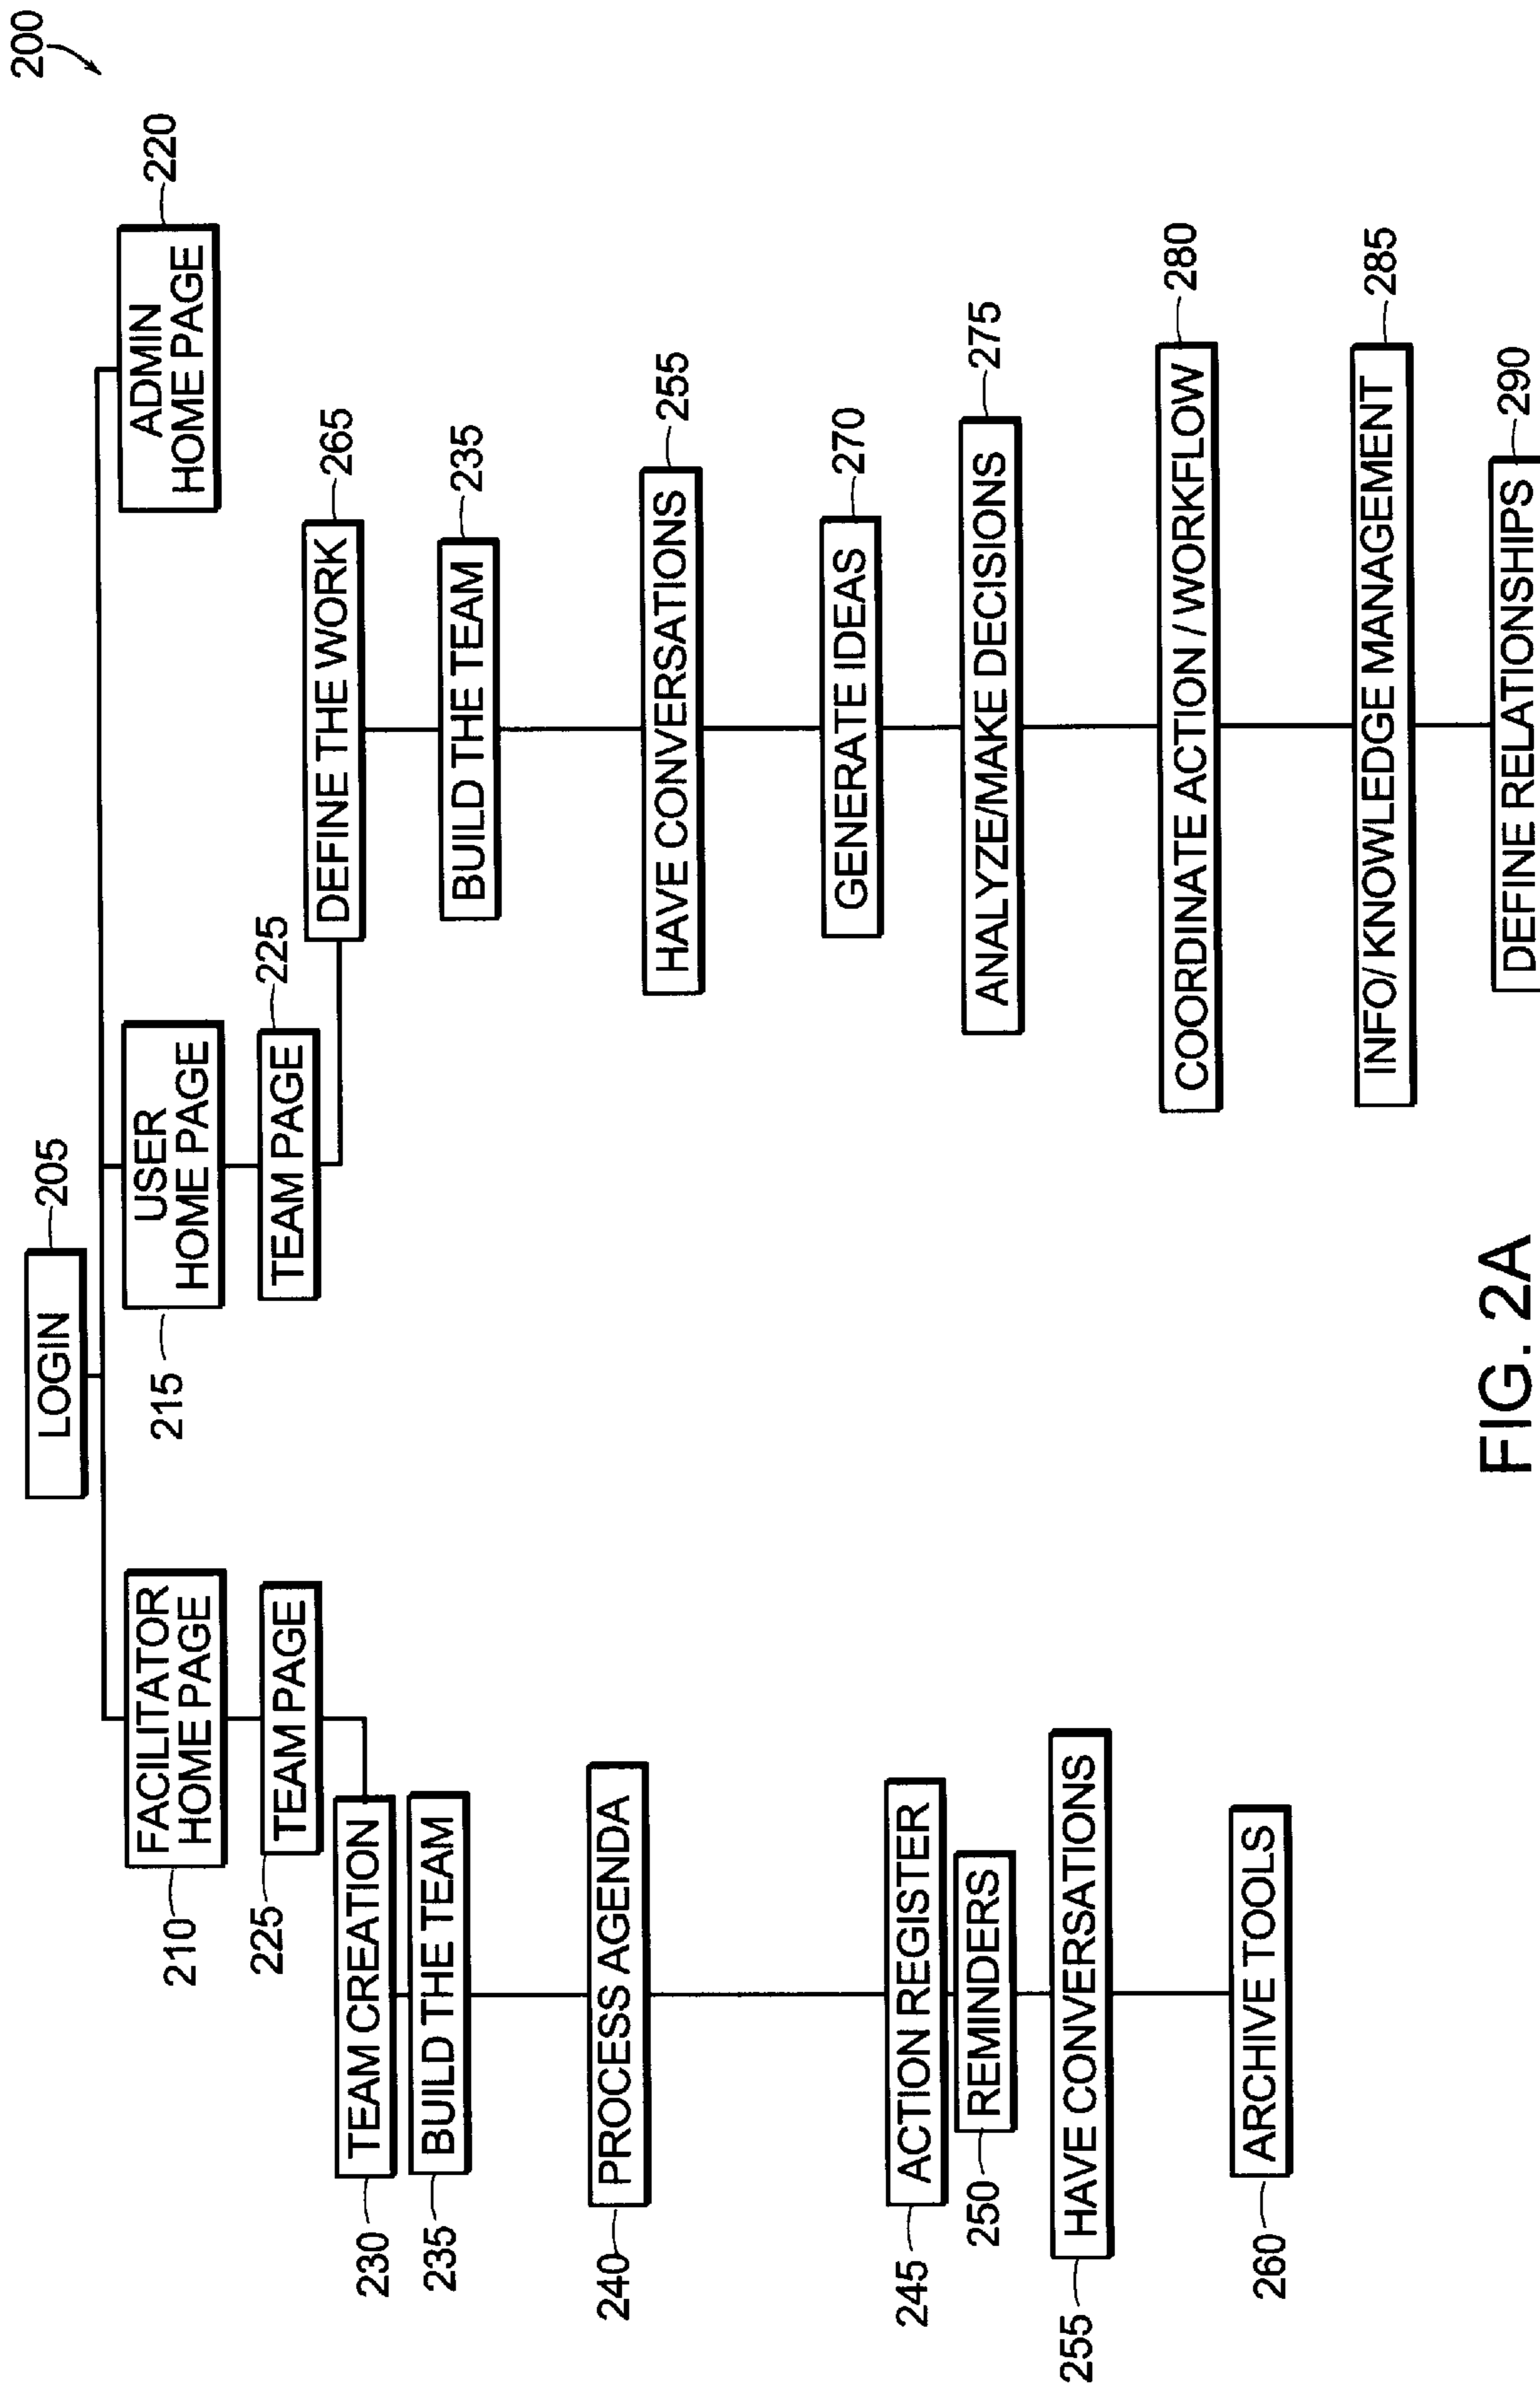 200
LOGIN
205
FACILITATOR
HOME PAGE
210
USER
HOME PAGE
215
ADMIN
HOME PAGE
220
TEAM PAGE
225
TEAM CREATION
230
BUILD THE TEAM
235
PROCESS AGENDA
240
ACTION REGISTER
245
REMINDERS
250
HAVE CONVERSATIONS
255
ARCHIVE TOOLS
260
TEAM PAGE
225
DEFINE THE WORK
265
BUILD THE TEAM
235
HAVE CONVERSATIONS
255
GENERATE IDEAS
270
ANALYZE/MAKE DECISIONS
275
COORDINATE ACTION / WORKFLOW
280
INFO/ KNOWLEDGE MANAGEMENT
285
DEFINE RELATIONSHIPS
290
FIG. 2A